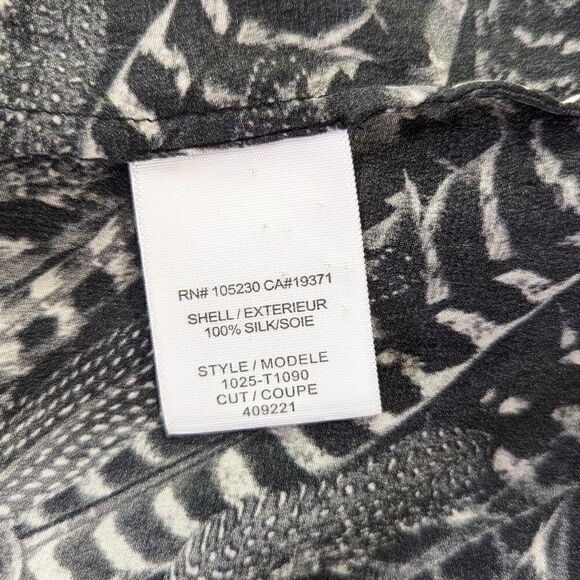 RN# 105230 CA#19371
SHELL / EXTERIEUR
100% SILK/SOIE
STYLE / MODELE
1025-T1090
CUT / COUPE
409221